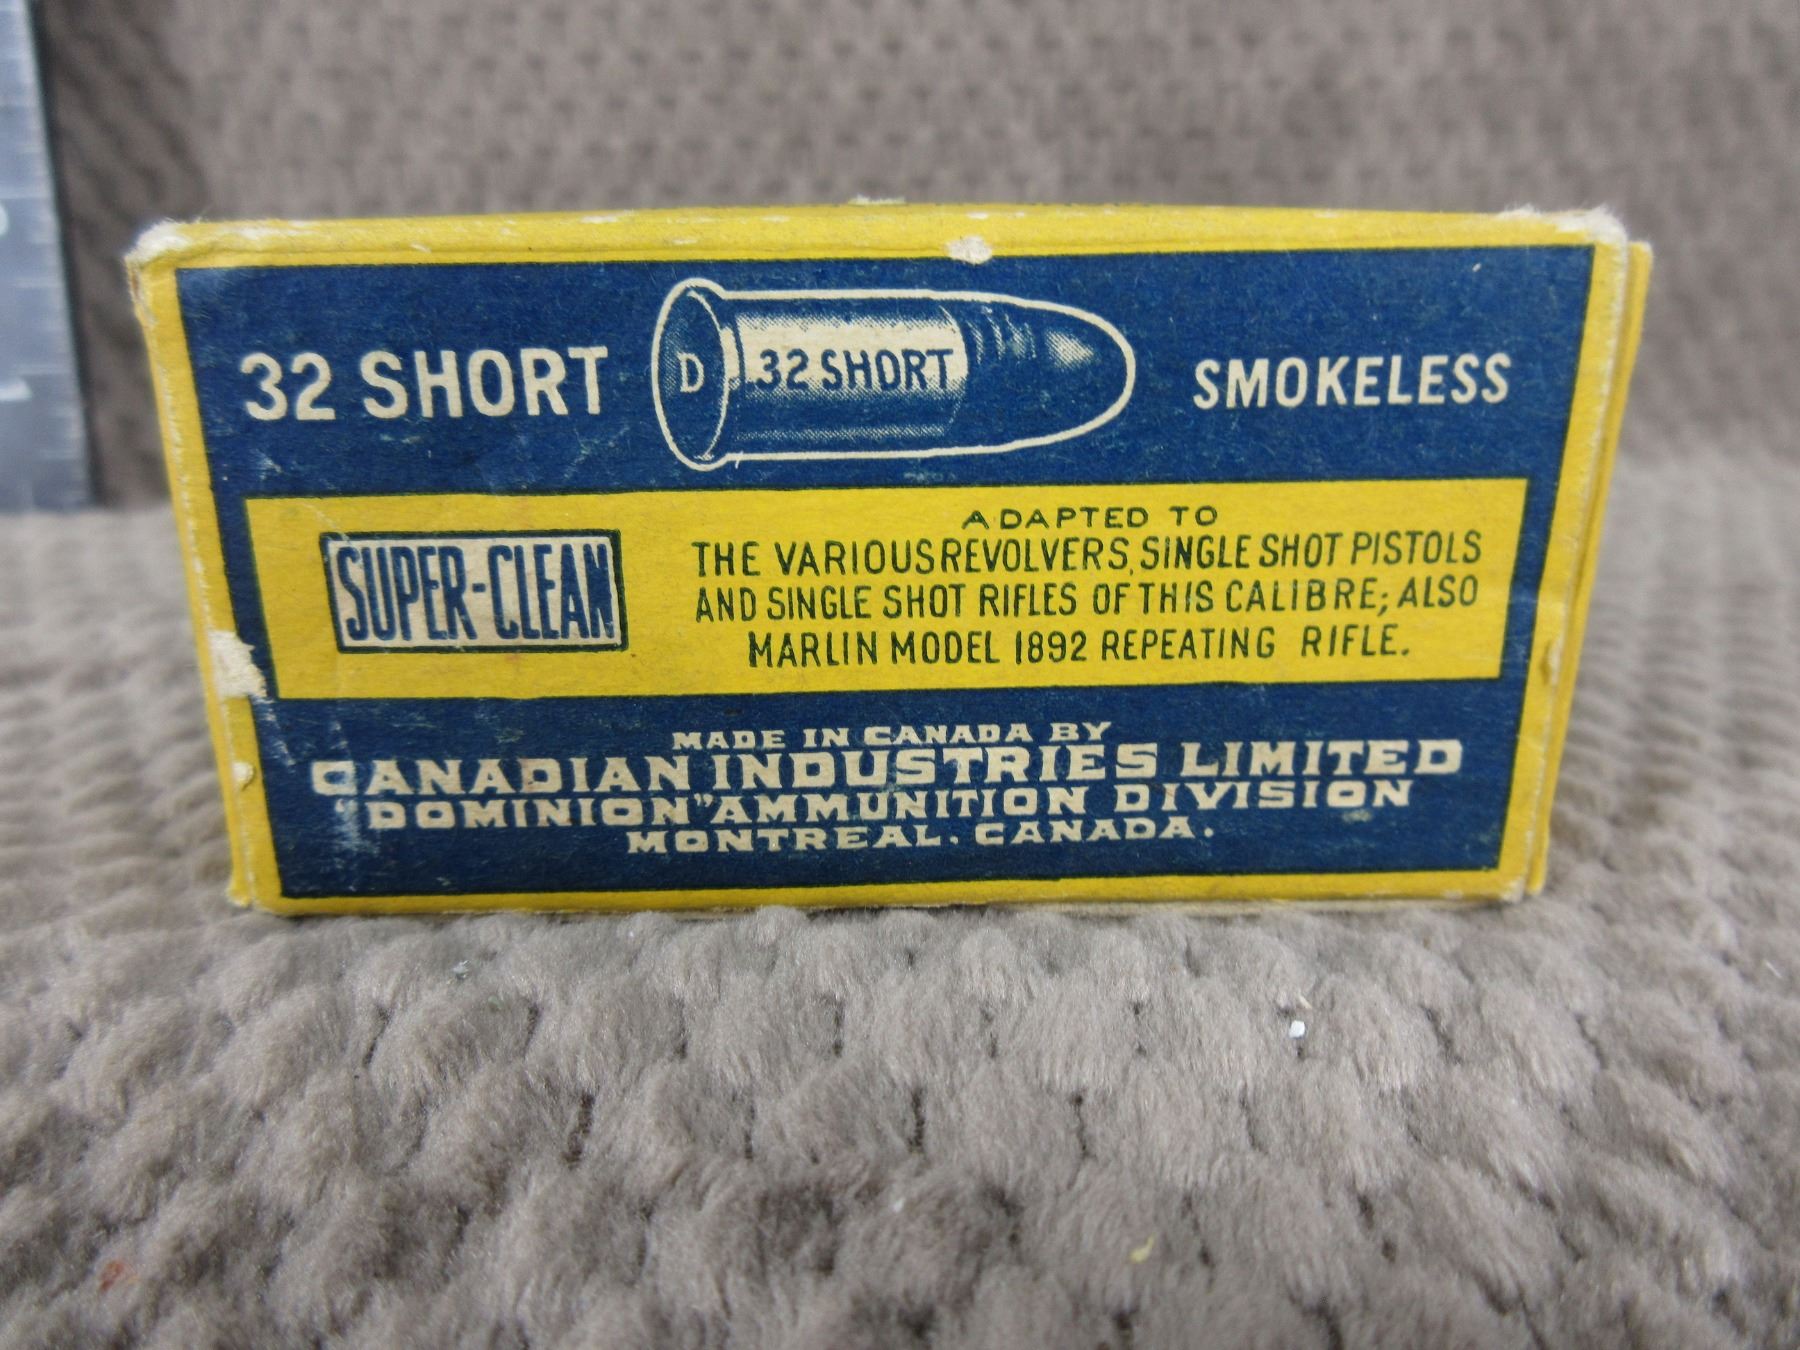 32 SHORT
D
32 SHORT
SMOKELESS
SUPER-CLEAN
ADAPTED TO
THE VARIOUS REVOLVERS, SINGLE SHOT PISTOLS
AND SINGLE SHOT RIFLES OF THIS CALIBRE; ALSO
MARLIN MODEL 1892 REPEATING RIFLE.
MADE IN CANADA BY
CANADIAN INDUSTRIES LIMITED
"DOMINION" AMMUNITION DIVISION
MONTREAL. CANADA.